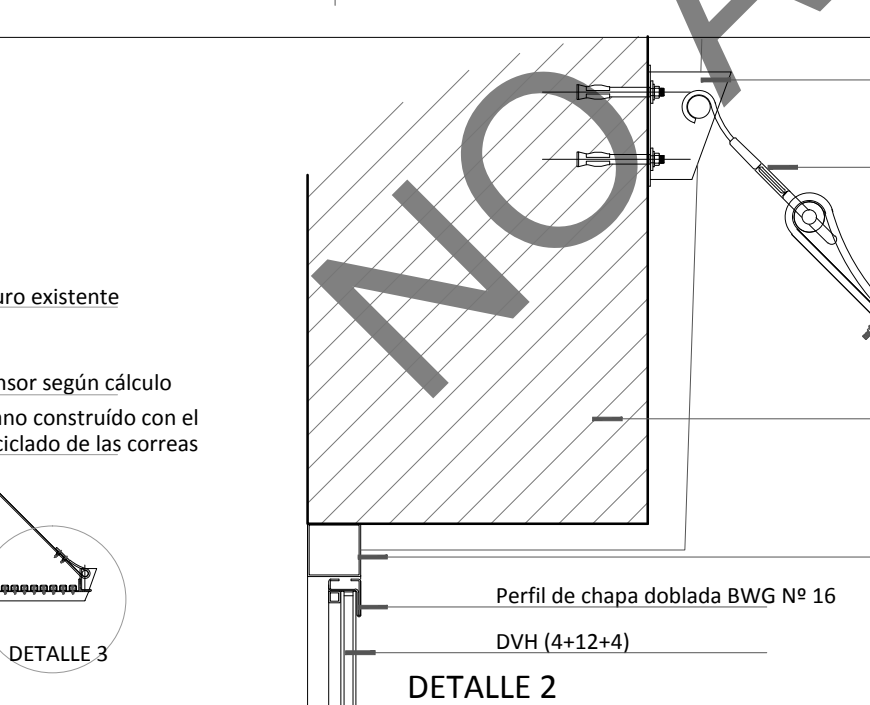 uro existente
nsor según cálculo
ano construído con el
ciclado de las correas
DETALLE 3
NO A
Perfil de chapa doblada BWG Nº 16
DVH (4+12+4)
DETALLE 2